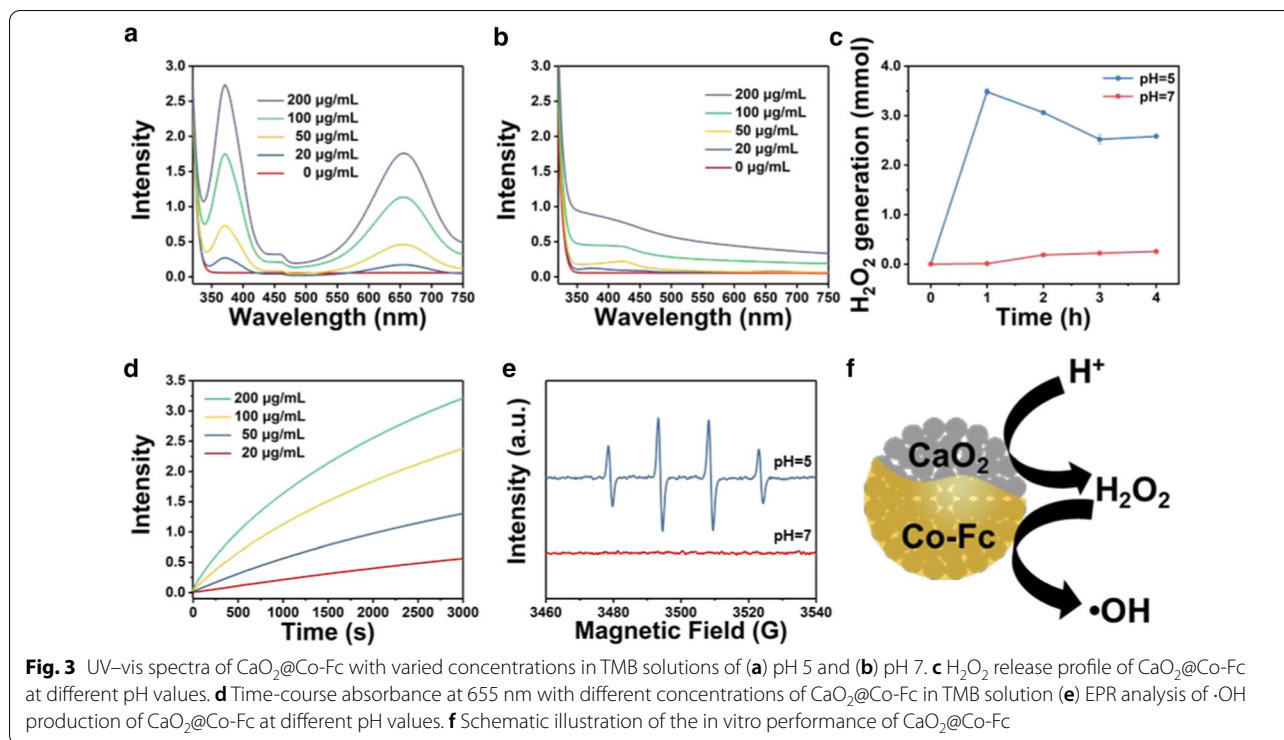 a
3.0
2.5
2.0
1.5
1.0
0.5
0.0
Intensity
200 µg/mL
100 µg/mL
50 µg/mL
20 µg/mL
0 µg/mL
350 400 450 500 550 600 650 700 750
Wavelength (nm)
b
3.0
2.5
2.0
1.5
1.0
0.5
0.0
Intensity
200 µg/mL
100 µg/mL
50 µg/mL
20 µg/mL
0 µg/mL
350 400 450 500 550 600 650 700 750
Wavelength (nm)
c
4.0
3.0
2.0
1.0
0.0
H₂O₂ generation (mmol)
pH=5
pH=7
0 1 2 3 4
Time (h)
d
3.5
3.0
2.5
2.0
1.5
1.0
0.5
0.0
Intensity
200 µg/mL
100 µg/mL
50 µg/mL
20 µg/mL
0 500 1000 1500 2000 2500 3000
Time (s)
e
Intensity (a.u.)
pH=5
pH=7
3460 3480 3500 3520 3540
Magnetic Field (G)
f
H⁺
CaO₂
H₂O₂
Co-Fc
•OH
Fig. 3 UV–vis spectra of CaO₂@Co-Fc with varied concentrations in TMB solutions of (a) pH 5 and (b) pH 7. c H₂O₂ release profile of CaO₂@Co-Fc
at different pH values. d Time-course absorbance at 655 nm with different concentrations of CaO₂@Co-Fc in TMB solution (e) EPR analysis of ·OH
production of CaO₂@Co-Fc at different pH values. f Schematic illustration of the in vitro performance of CaO₂@Co-Fc